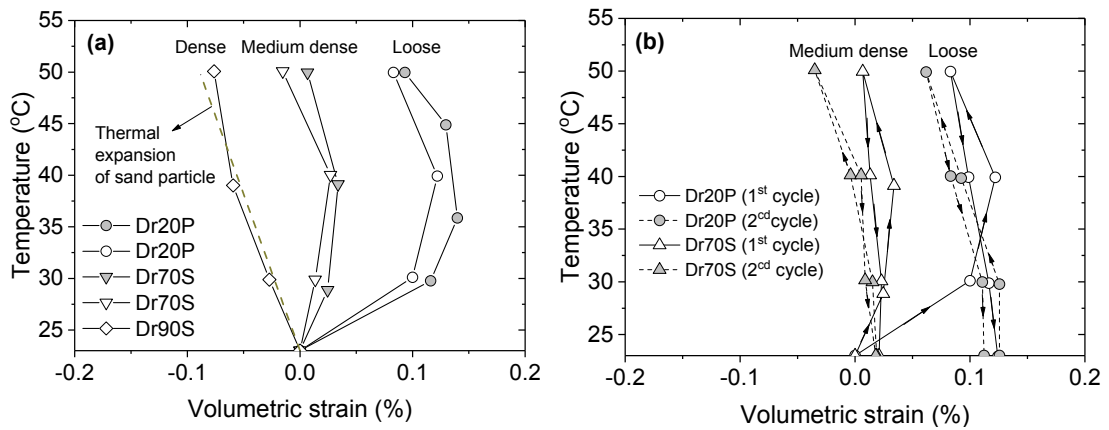 (a)
Dense Medium dense Loose
Thermal
expansion
of sand particle
Dr20P
Dr20P
Dr70S
Dr70S
Dr90S
Temperature (°C)
55
50
45
40
35
30
25
-0.2 -0.1 0.0 0.1 0.2
Volumetric strain (%)
(b)
Medium dense Loose
Dr20P (1st cycle)
Dr20P (2cd cycle)
Dr70S (1st cycle)
Dr70S (2cd cycle)
Temperature (°C)
55
50
45
40
35
30
25
-0.2 -0.1 0.0 0.1 0.2
Volumetric strain (%)